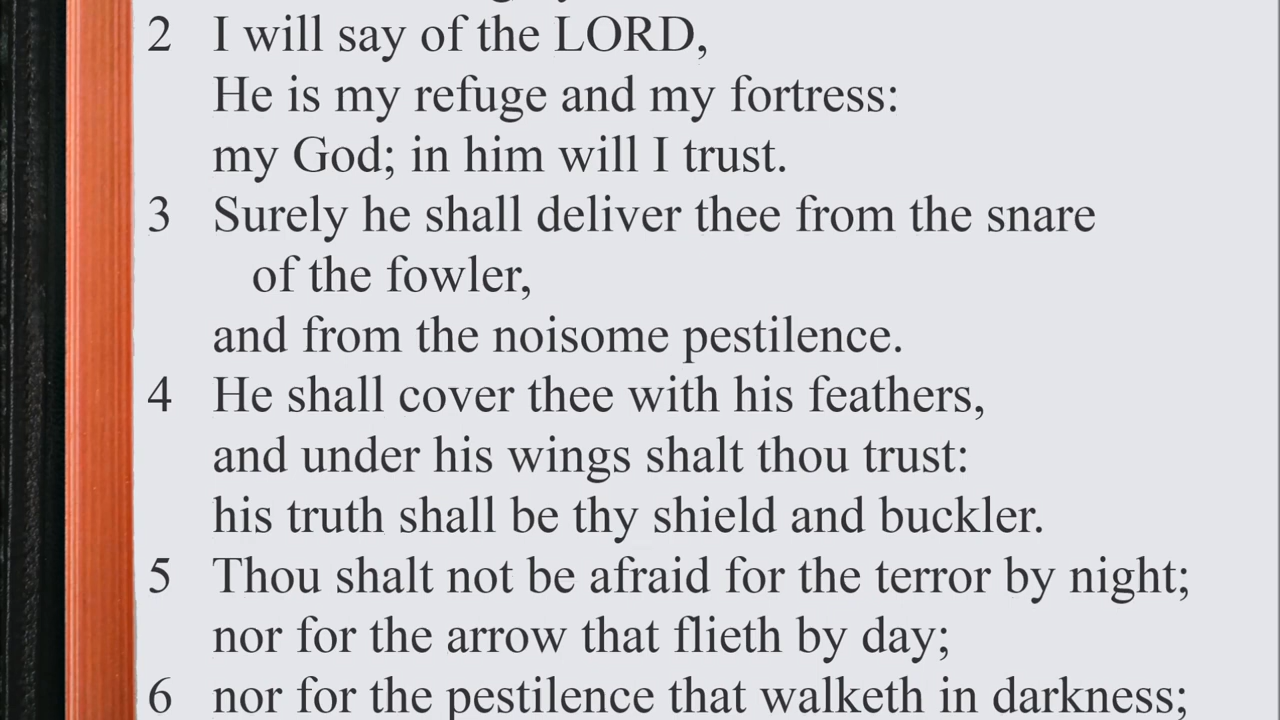 2 I will say of the LORD,
He is my refuge and my fortress:
my God; in him will I trust.
3 Surely he shall deliver thee from the snare
of the fowler,
and from the noisome pestilence.
4 He shall cover thee with his feathers,
and under his wings shalt thou trust:
his truth shall be thy shield and buckler.
5 Thou shalt not be afraid for the terror by night;
nor for the arrow that flieth by day;
6 nor for the pestilence that walketh in darkness;